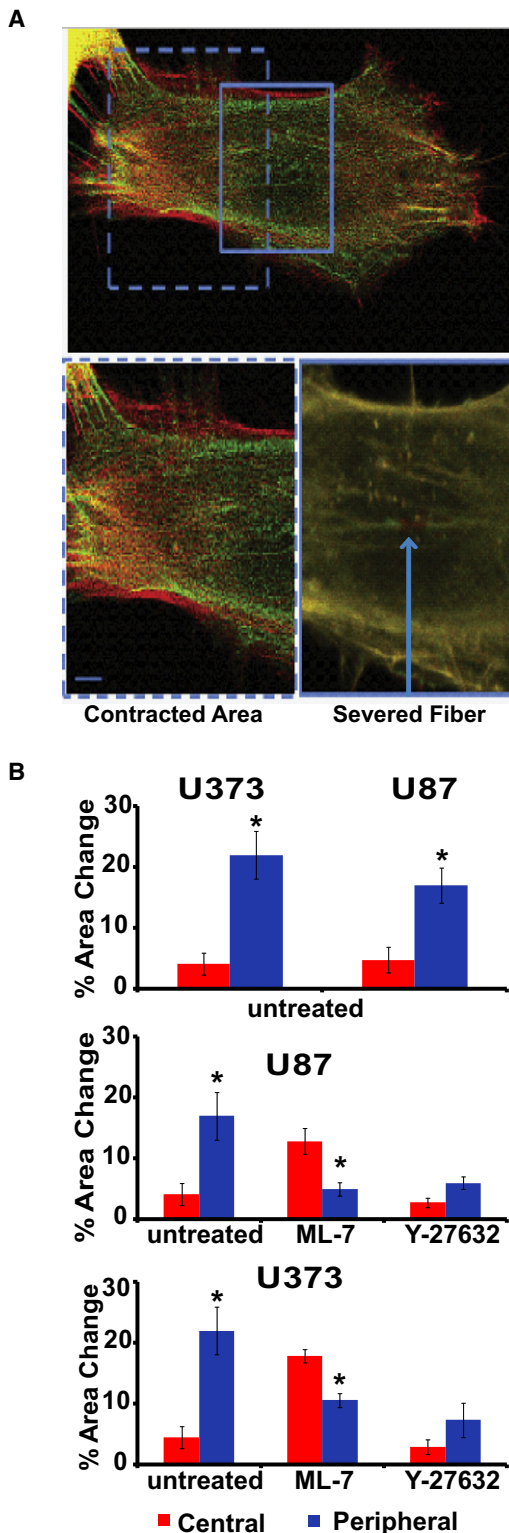 A
Contracted Area
Severed Fiber
B
U373
U87
% Area Change
30
20
10
0
*
*
untreated
U87
% Area Change
30
20
10
0
*
*
untreated
ML-7
Y-27632
U373
% Area Change
30
20
10
0
*
*
untreated
ML-7
Y-27632
Central
Peripheral